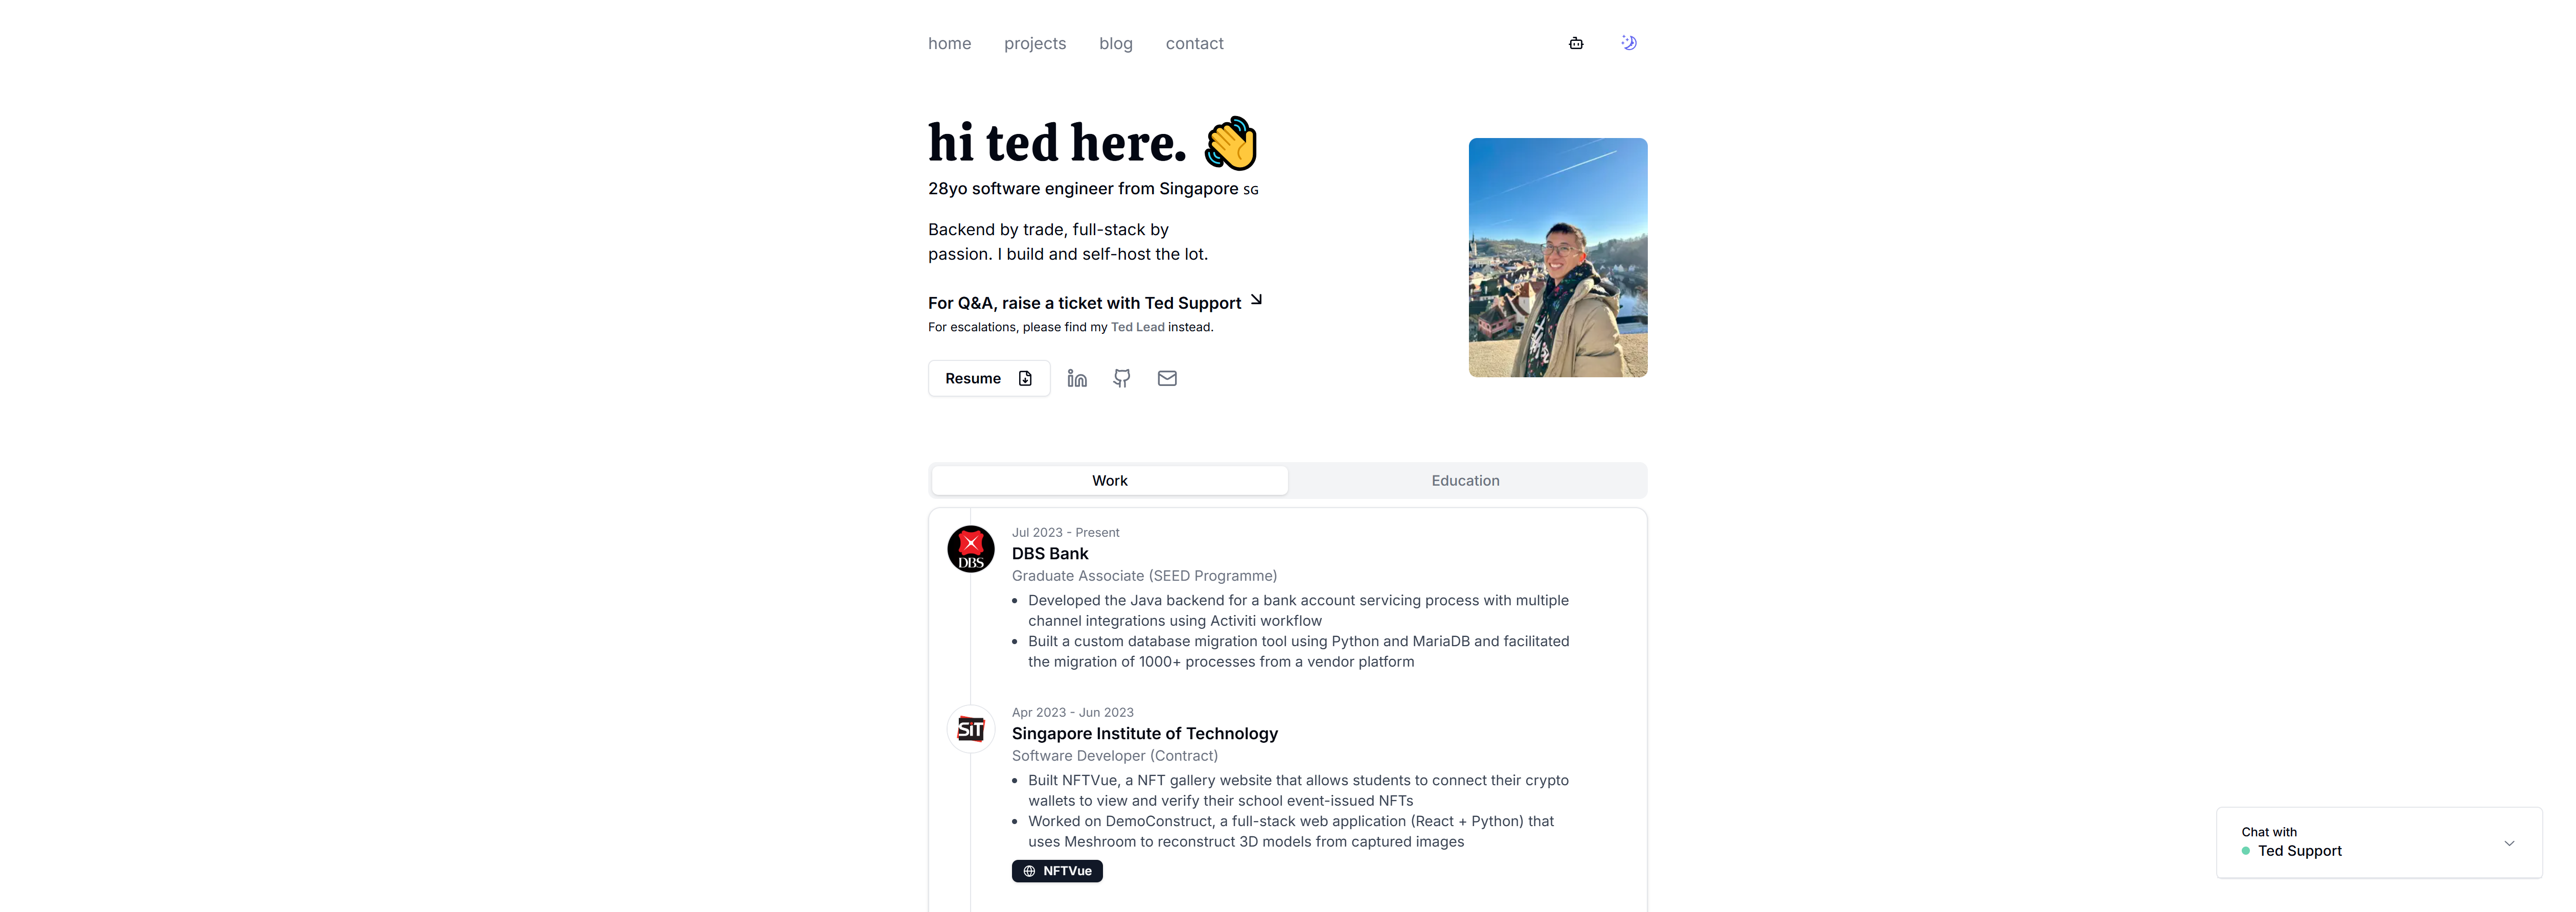 home projects blog contact
hi ted here. 👋
28yo software engineer from Singapore SG
Backend by trade, full-stack by
passion. I build and self-host the lot.
For Q&A, raise a ticket with Ted Support
For escalations, please find my Ted Lead instead.
Resume
Work Education
Jul 2023 - Present
DBS
DBS Bank
Graduate Associate (SEED Programme)
• Developed the Java backend for a bank account servicing process with multiple
channel integrations using Activiti workflow
• Built a custom database migration tool using Python and MariaDB and facilitated
the migration of 1000+ processes from a vendor platform
Apr 2023 - Jun 2023
SiT
Singapore Institute of Technology
Software Developer (Contract)
• Built NFTVue, a NFT gallery website that allows students to connect their crypto
wallets to view and verify their school event-issued NFTs
• Worked on DemoConstruct, a full-stack web application (React + Python) that
uses Meshroom to reconstruct 3D models from captured images
NFTVue
Chat with
Ted Support